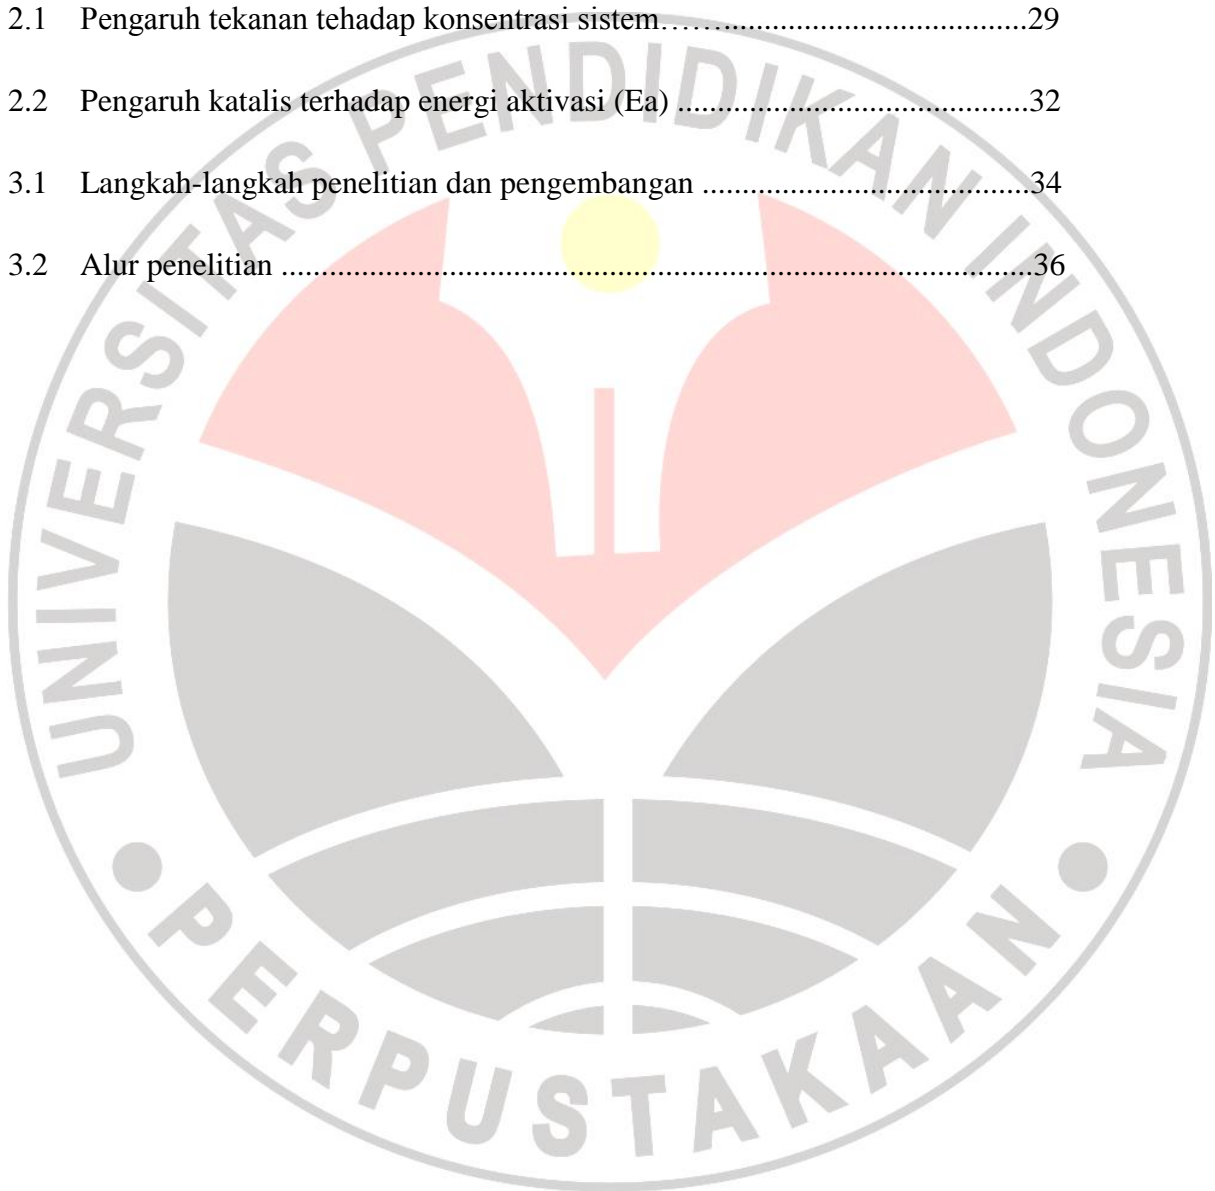 2.1 Pengaruh tekanan tehadap konsentrasi sistem……......................................29
2.2 Pengaruh katalis terhadap energi aktivasi (Ea) ............................................32
3.1 Langkah-langkah penelitian dan pengembangan .........................................34
3.2 Alur penelitian ..............................................................................................36
UNIVERSITAS PENDIDIKAN INDONESIA
PERPUSTAKAAN